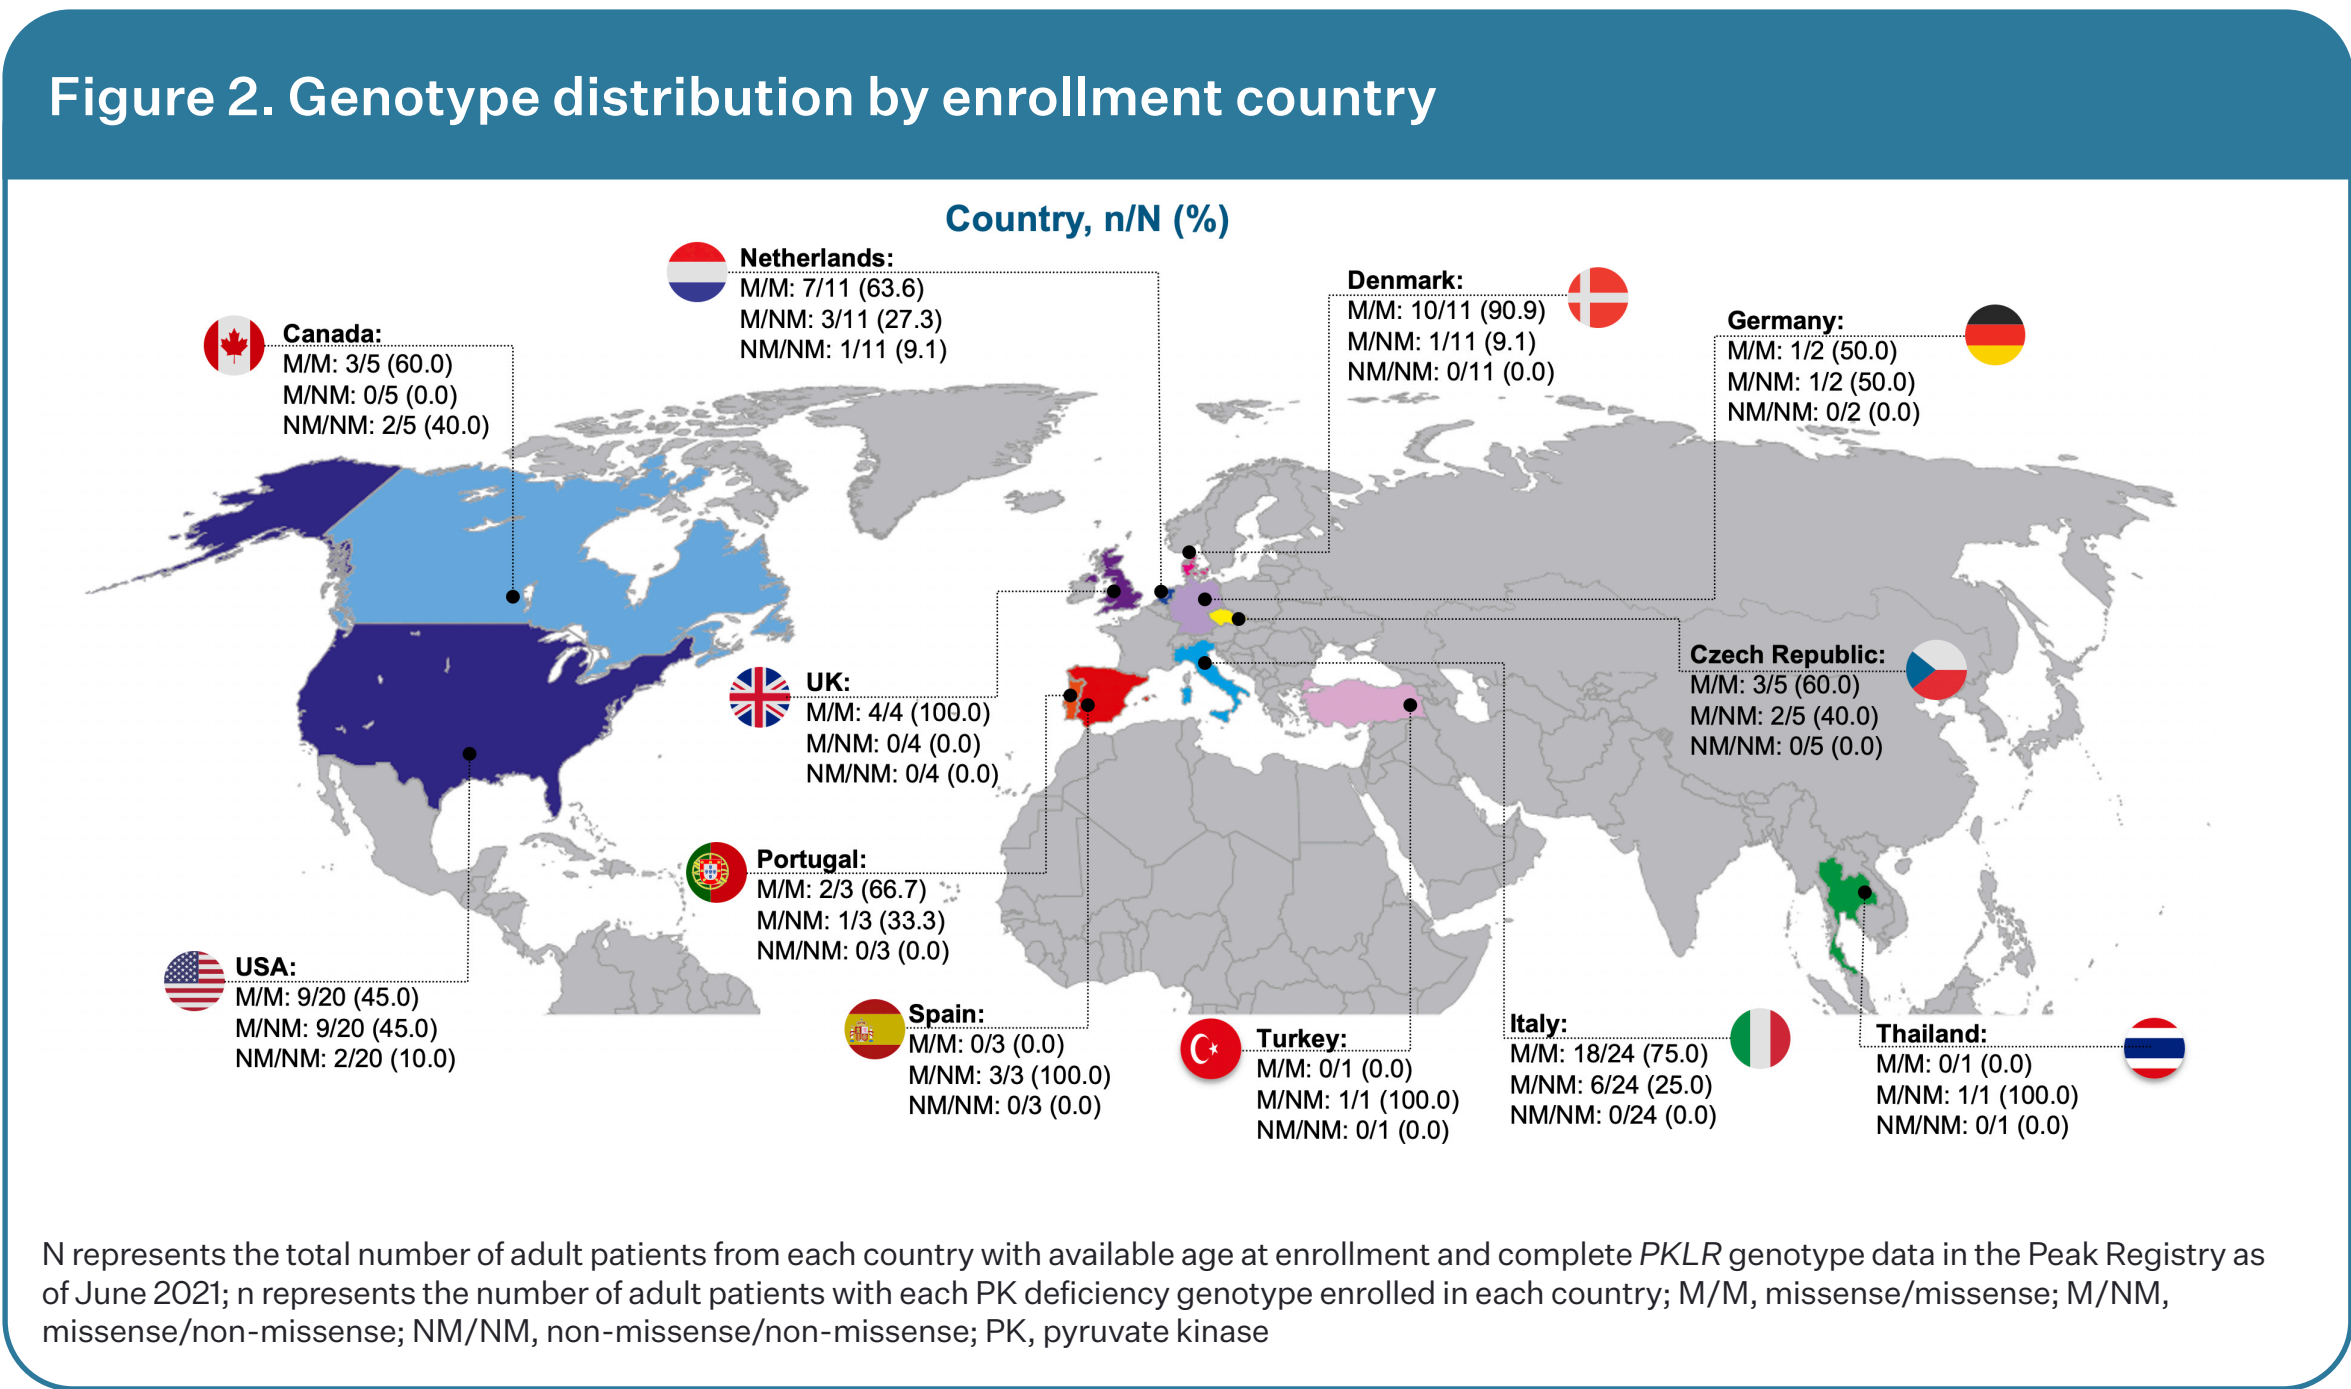 Figure 2. Genotype distribution by enrollment country
Country, n/N (%)
Netherlands:
M/M: 7/11 (63.6)
M/NM: 3/11 (27.3)
NM/NM: 1/11 (9.1)
Denmark:
M/M: 10/11 (90.9)
M/NM: 1/11 (9.1)
NM/NM: 0/11 (0.0)
Germany:
M/M: 1/2 (50.0)
M/NM: 1/2 (50.0)
NM/NM: 0/2 (0.0)
Canada:
M/M: 3/5 (60.0)
M/NM: 0/5 (0.0)
NM/NM: 2/5 (40.0)
Czech Republic:
M/M: 3/5 (60.0)
M/NM: 2/5 (40.0)
NM/NM: 0/5 (0.0)
UK:
M/M: 4/4 (100.0)
M/NM: 0/4 (0.0)
NM/NM: 0/4 (0.0)
Portugal:
M/M: 2/3 (66.7)
M/NM: 1/3 (33.3)
NM/NM: 0/3 (0.0)
USA:
M/M: 9/20 (45.0)
M/NM: 9/20 (45.0)
NM/NM: 2/20 (10.0)
Spain:
M/M: 0/3 (0.0)
M/NM: 3/3 (100.0)
NM/NM: 0/3 (0.0)
Turkey:
M/M: 0/1 (0.0)
M/NM: 1/1 (100.0)
NM/NM: 0/1 (0.0)
Italy:
M/M: 18/24 (75.0)
M/NM: 6/24 (25.0)
NM/NM: 0/24 (0.0)
Thailand:
M/M: 0/1 (0.0)
M/NM: 1/1 (100.0)
NM/NM: 0/1 (0.0)
N represents the total number of adult patients from each country with available age at enrollment and complete PKLR genotype data in the Peak Registry as
of June 2021; n represents the number of adult patients with each PK deficiency genotype enrolled in each country; M/M, missense/missense; M/NM,
missense/non-missense; NM/NM, non-missense/non-missense; PK, pyruvate kinase